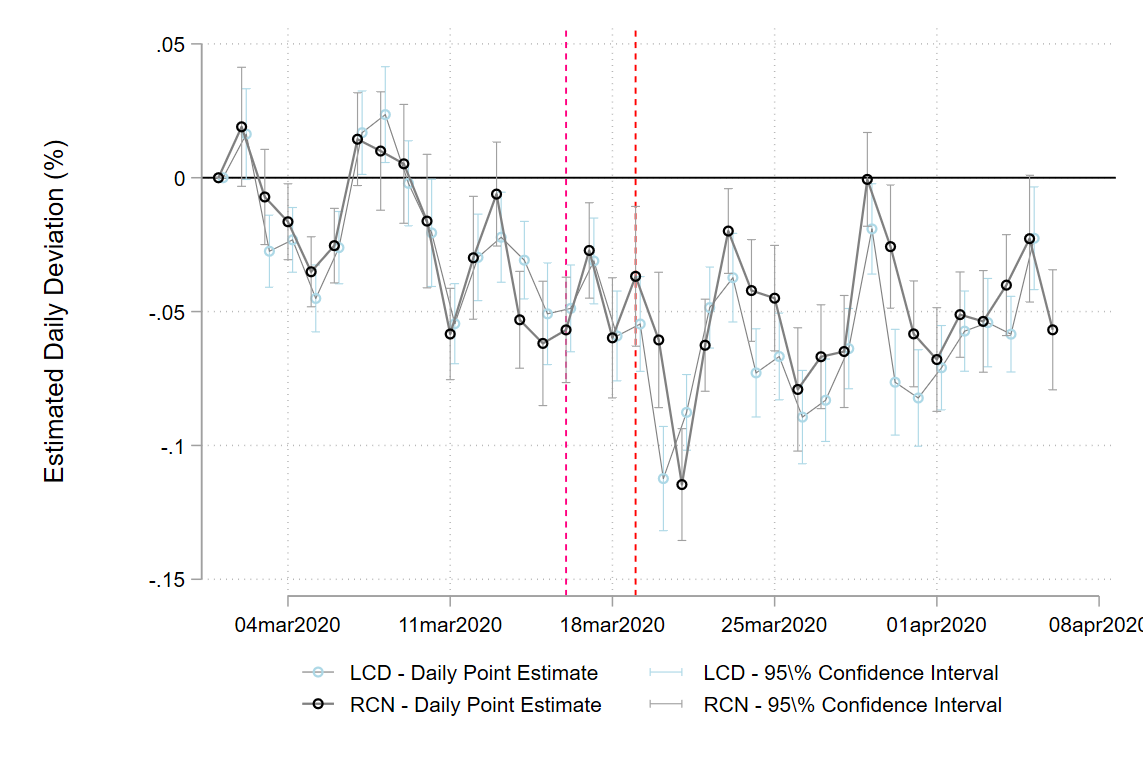 Estimated Daily Deviation (%)
.05
0
-.05
-.1
-.15
04mar2020 11mar2020 18mar2020 25mar2020 01apr2020 08apr2020
LCD - Daily Point Estimate LCD - 95\% Confidence Interval
RCN - Daily Point Estimate RCN - 95\% Confidence Interval